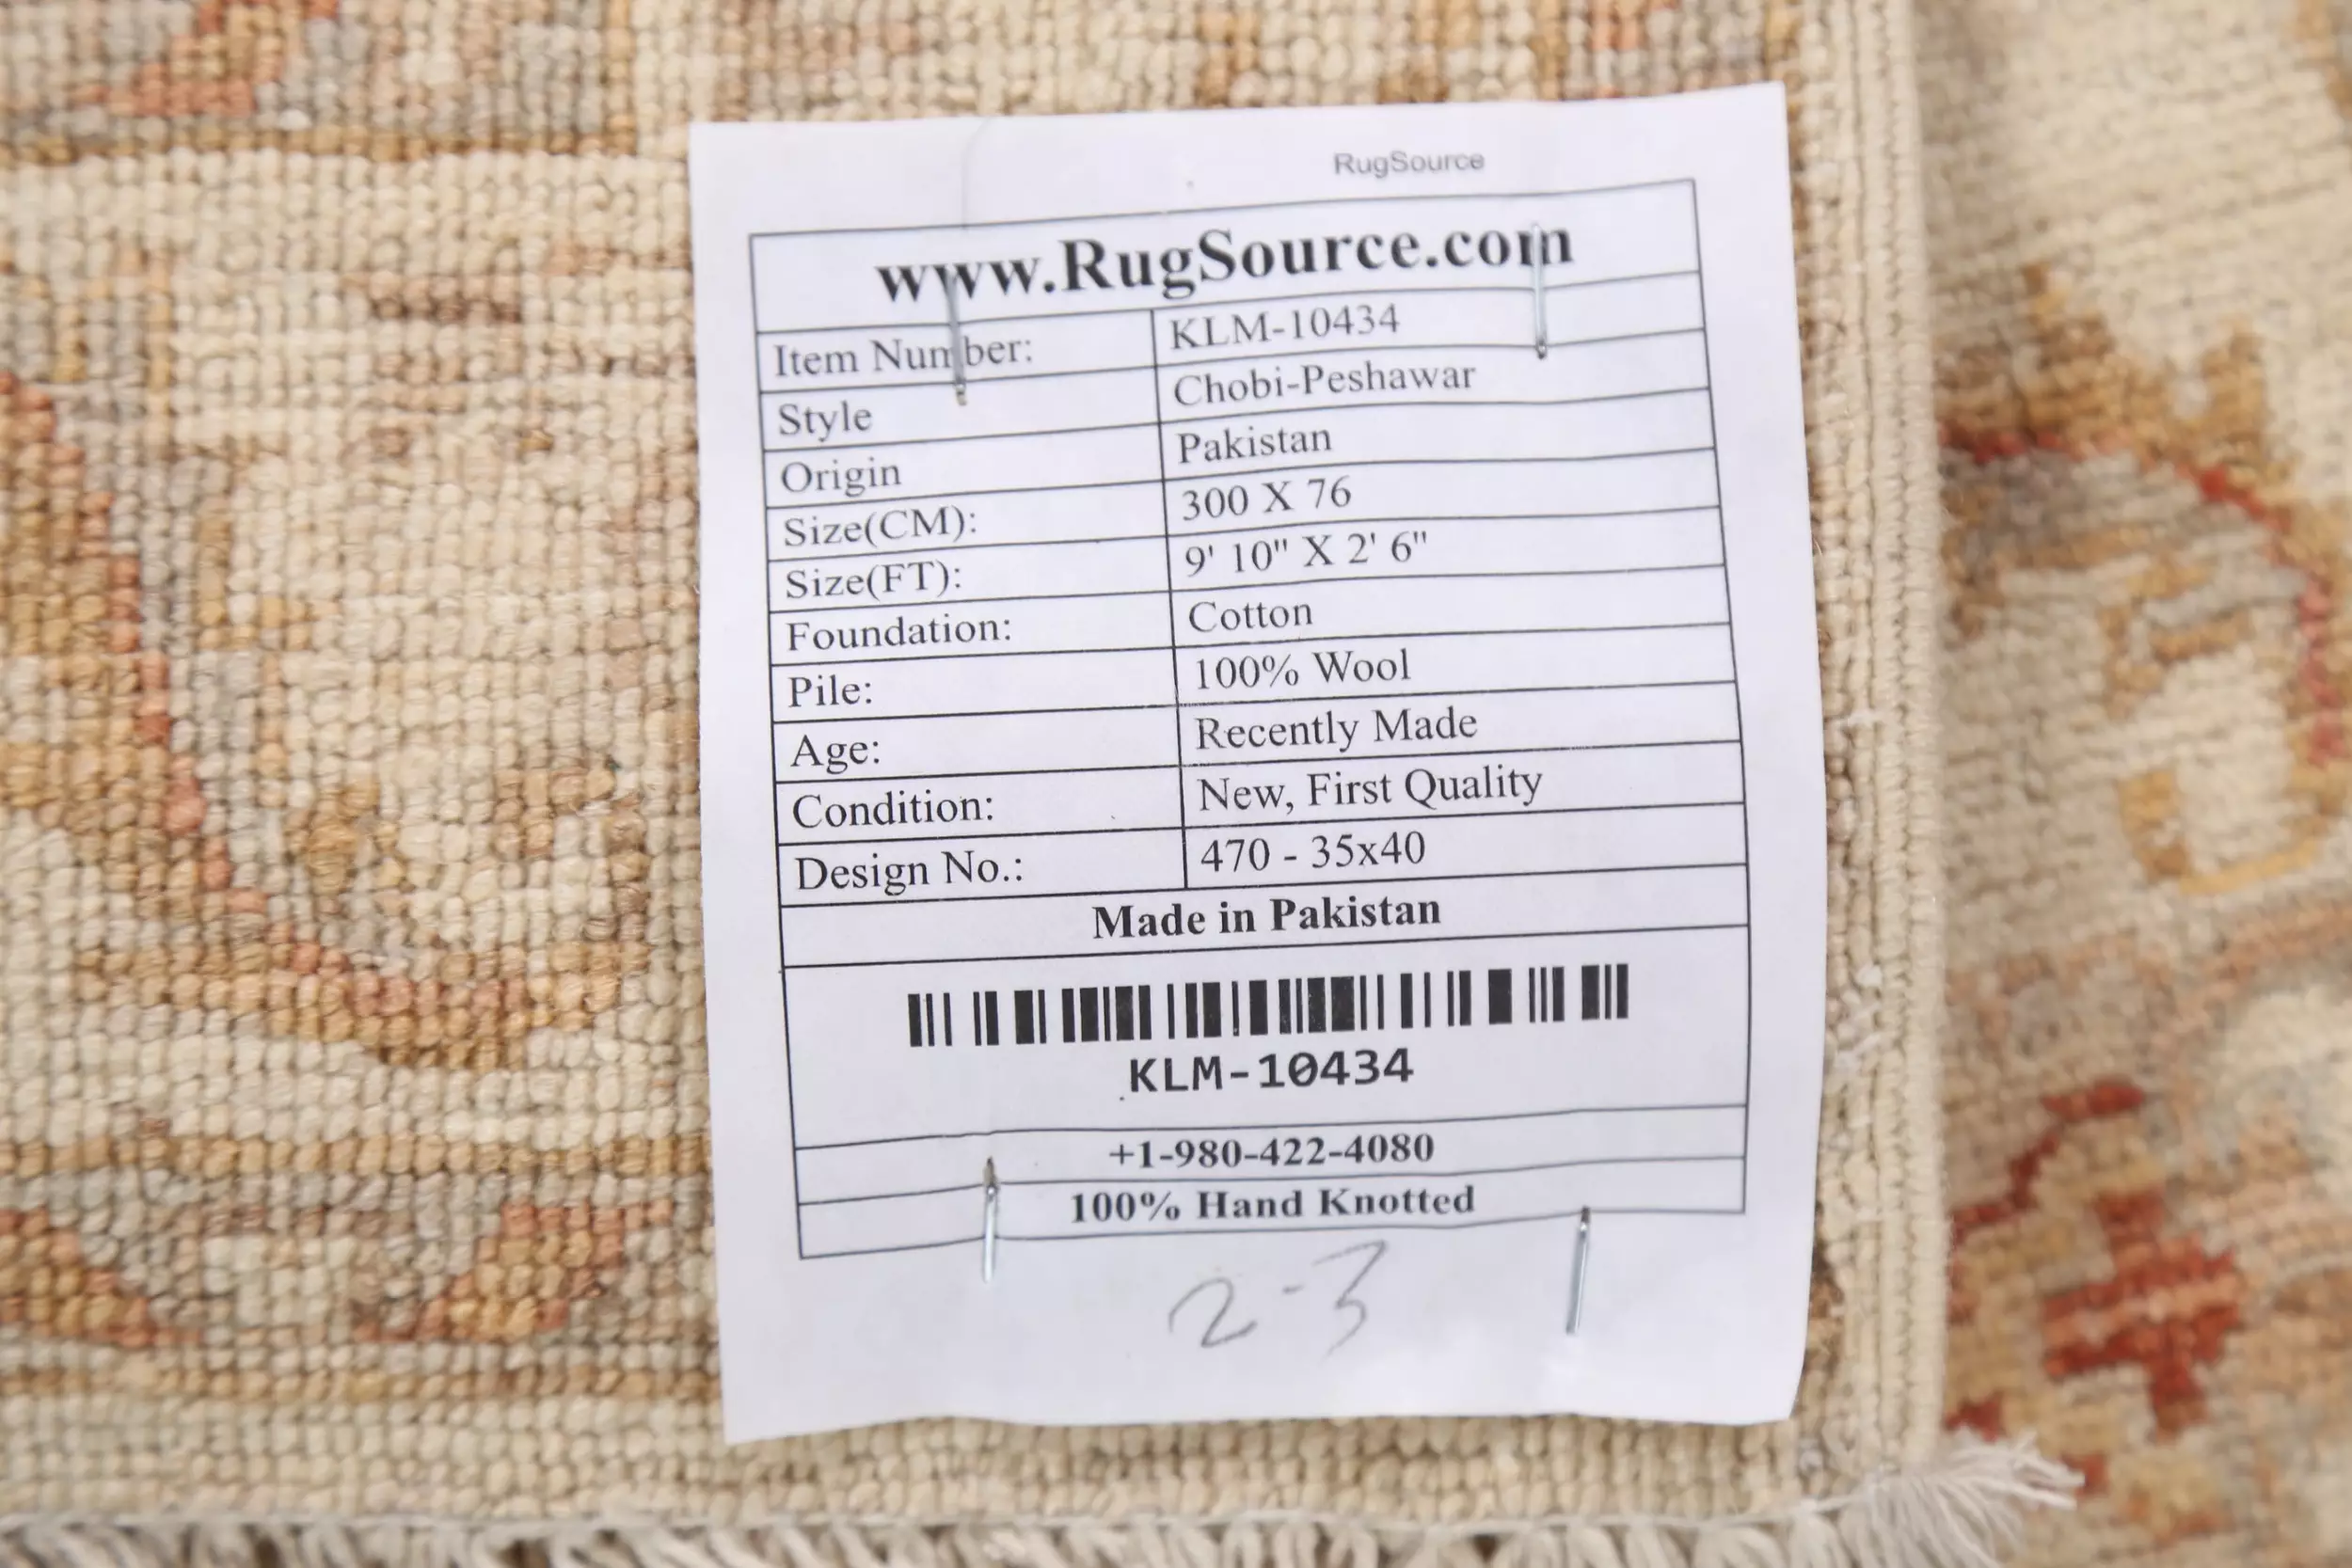 RugSource
www.RugSource.com
Item Number: KLM-10434
Style Chobi-Peshawar
Origin Pakistan
Size(CM): 300 X 76
Size(FT): 9' 10" X 2' 6"
Foundation: Cotton
Pile: 100% Wool
Age: Recently Made
Condition: New, First Quality
Design No.: 470 - 35x40
Made in Pakistan
KLM-10434
+1-980-422-4080
100% Hand Knotted
2-3